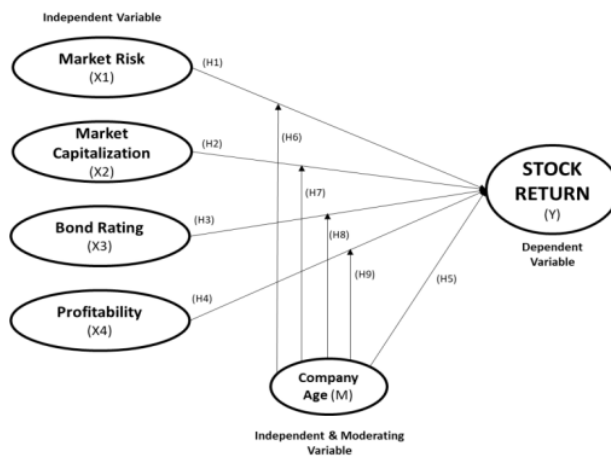 Independent Variable
Market Risk
(X1)
(H1)
(H6)
Market
Capitalization
(X2)
(H2)
(H7)
STOCK
RETURN
(Y)
Dependent
Variable
Bond Rating
(X3)
(H3)
(H8)
(H9)
(H5)
Profitability
(X4)
(H4)
Company
Age (M)
Independent & Moderating
Variable